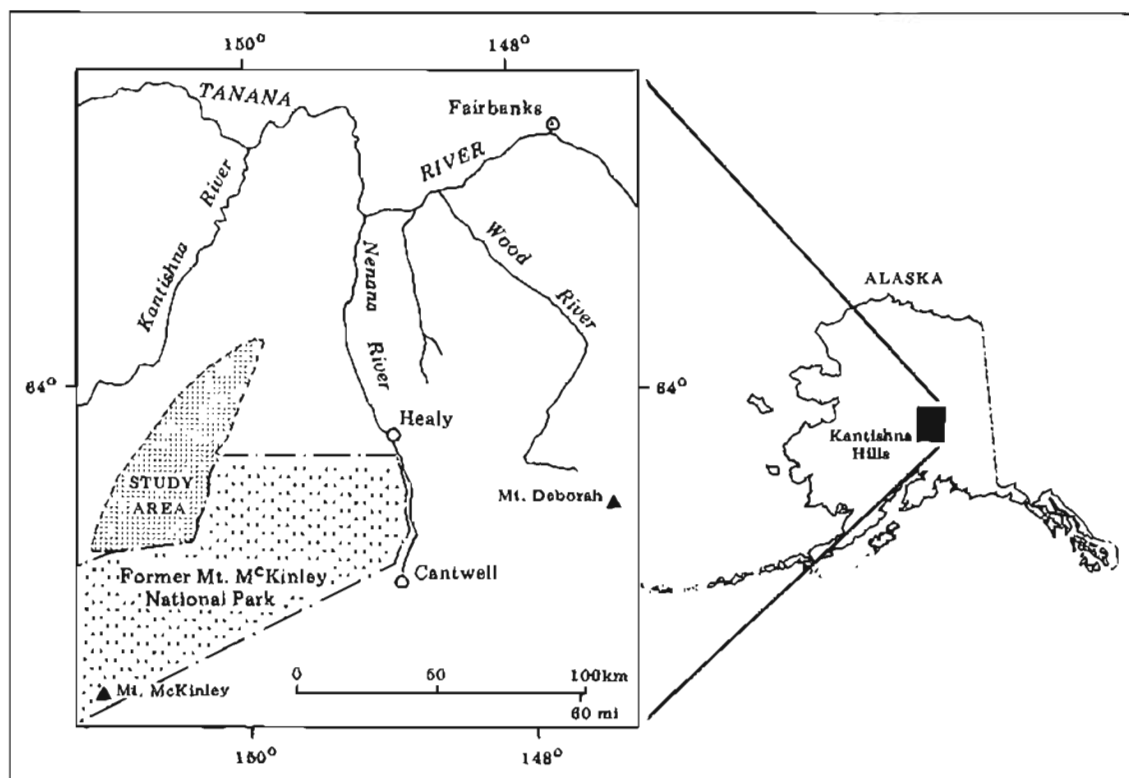 150°
148°
TANANA
Fairbanks
RIVER
Kantishna River
Wood River
Nenana River
ALASKA
64°
64°
Healy
Kantishna
Hills
STUDY
AREA
Mt. Deborah
Former Mt. McKinley
National Park
Cantwell
0 50 100km
Mt. McKinley
60 mi
150°
148°